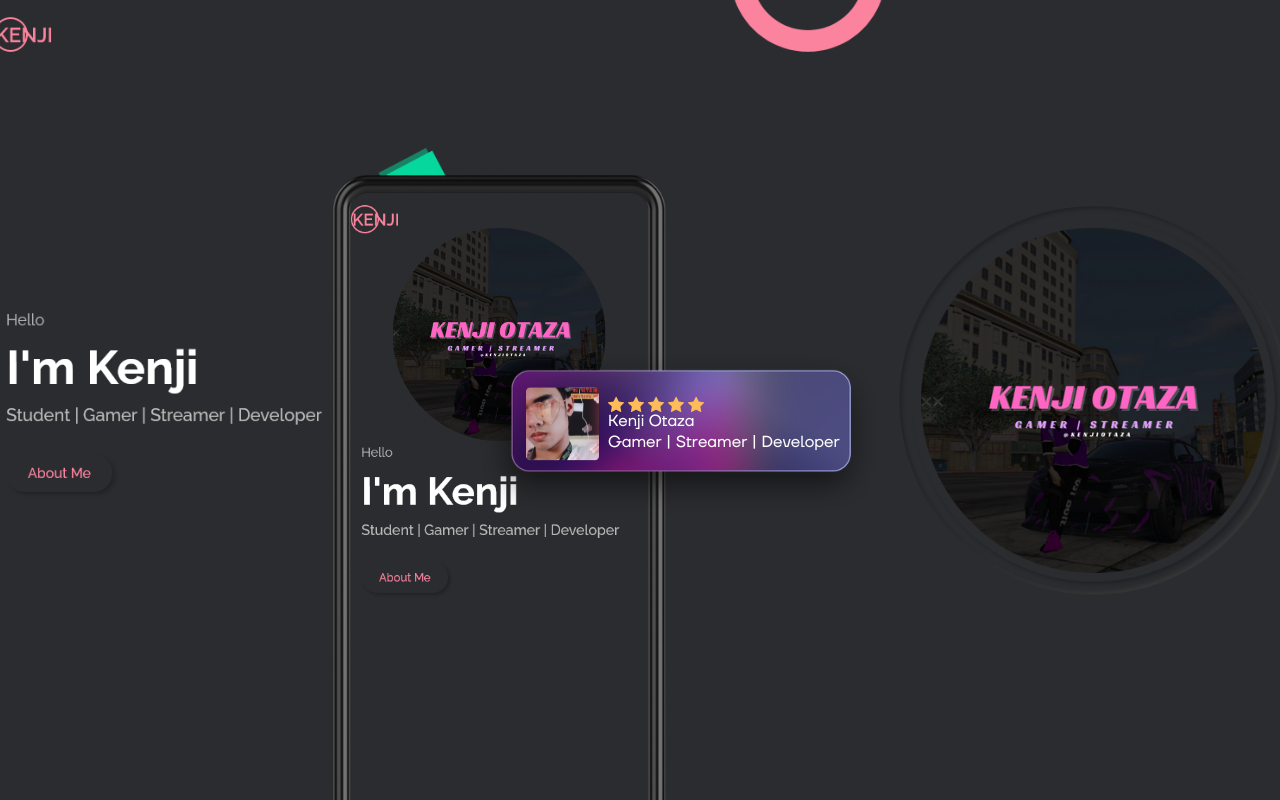 KENJI
Hello
I'm Kenji
Student | Gamer | Streamer | Developer
About Me
KENJI
KENJI OTAZA
GAMER | STREAMER
@KENJIOTAZA
Hello
I'm Kenji
Student | Gamer | Streamer | Developer
About Me
Kenji Otaza
Gamer | Streamer | Developer
KENJI OTAZA
GAMER | STREAMER
@KENJIOTAZA